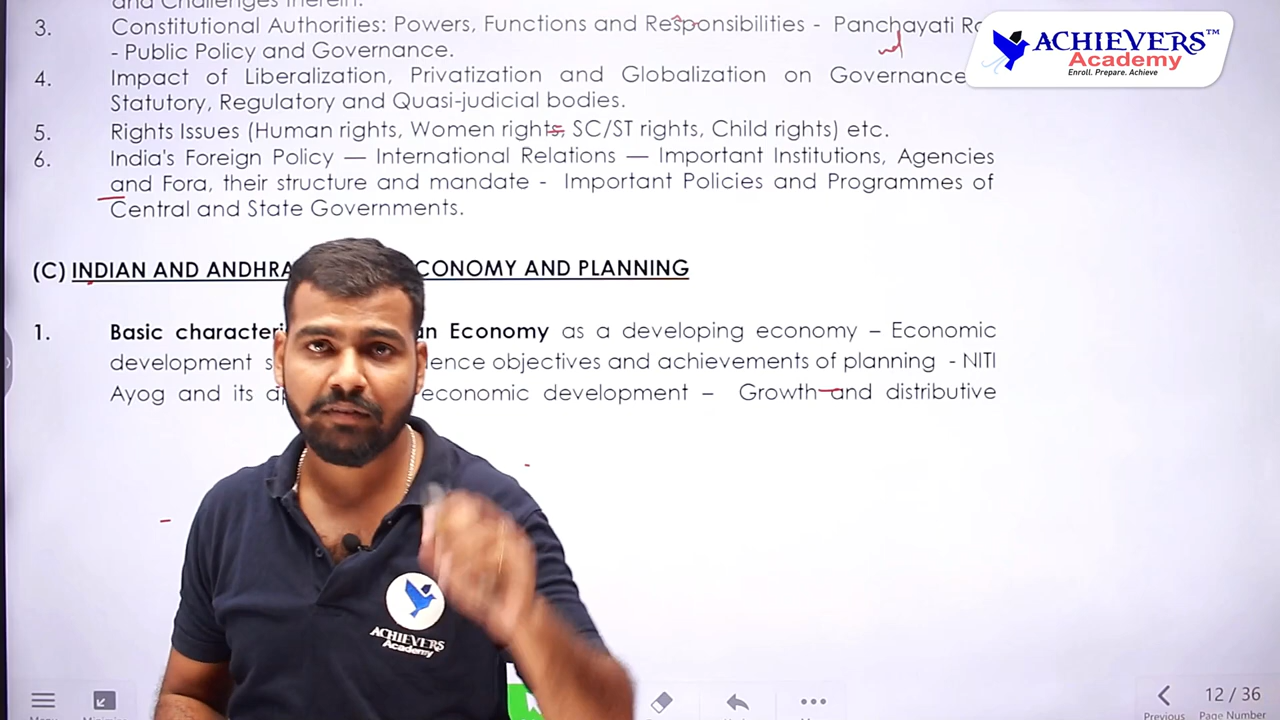 and Challenges therein.
3. Constitutional Authorities: Powers, Functions and Responsibilities - Panchayati
- Public Policy and Governance.
4. Impact of Liberalization, Privatization and Globalization on Governance
Statutory, Regulatory and Quasi-judicial bodies.
5. Rights Issues (Human rights, Women rights, SC/ST rights, Child rights) etc.
6. India's Foreign Policy — International Relations — Important Institutions, Agencies
and Fora, their structure and mandate - Important Policies and Programmes of
Central and State Governments.
(C) INDIAN AND ANDHRA CONOMY AND PLANNING
1. Basic an Economy as a developing economy – Economic
development objectives and achievements of planning - NITI
Ayog and its economic development – Growth and distributive
ACHIEVERS™
Academy
Enroll. Prepare. Achieve
ACHIEVERS
Academy
12 / 36
Previous Page Number